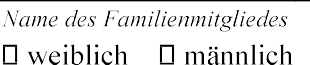 Name des Familienmitgliedes
☐ weiblich ☐ männlich